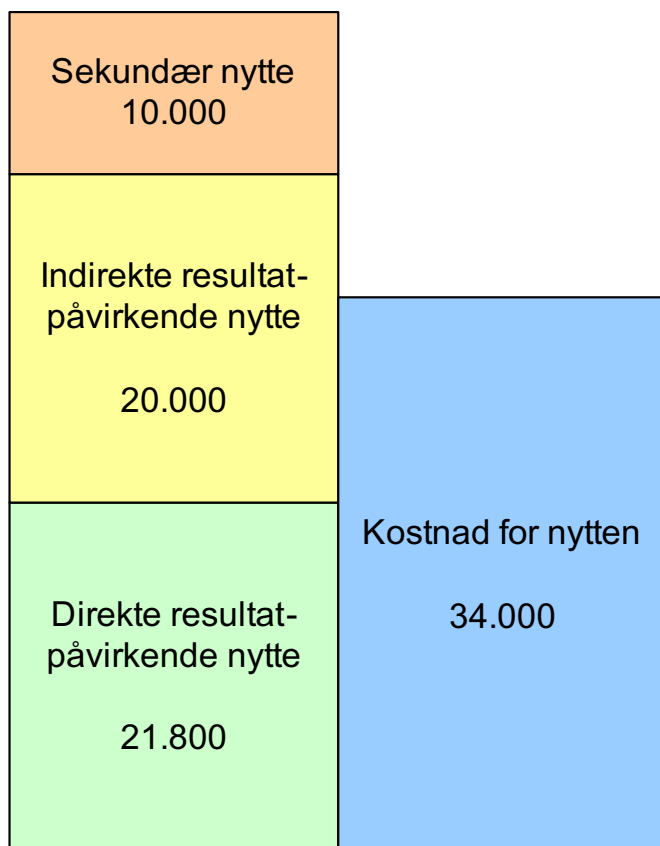 Sekundær nytte
10.000
Indirekte resultat-
påvirkende nytte
20.000
Direkte resultat-
påvirkende nytte
21.800
Kostnad for nytten
34.000